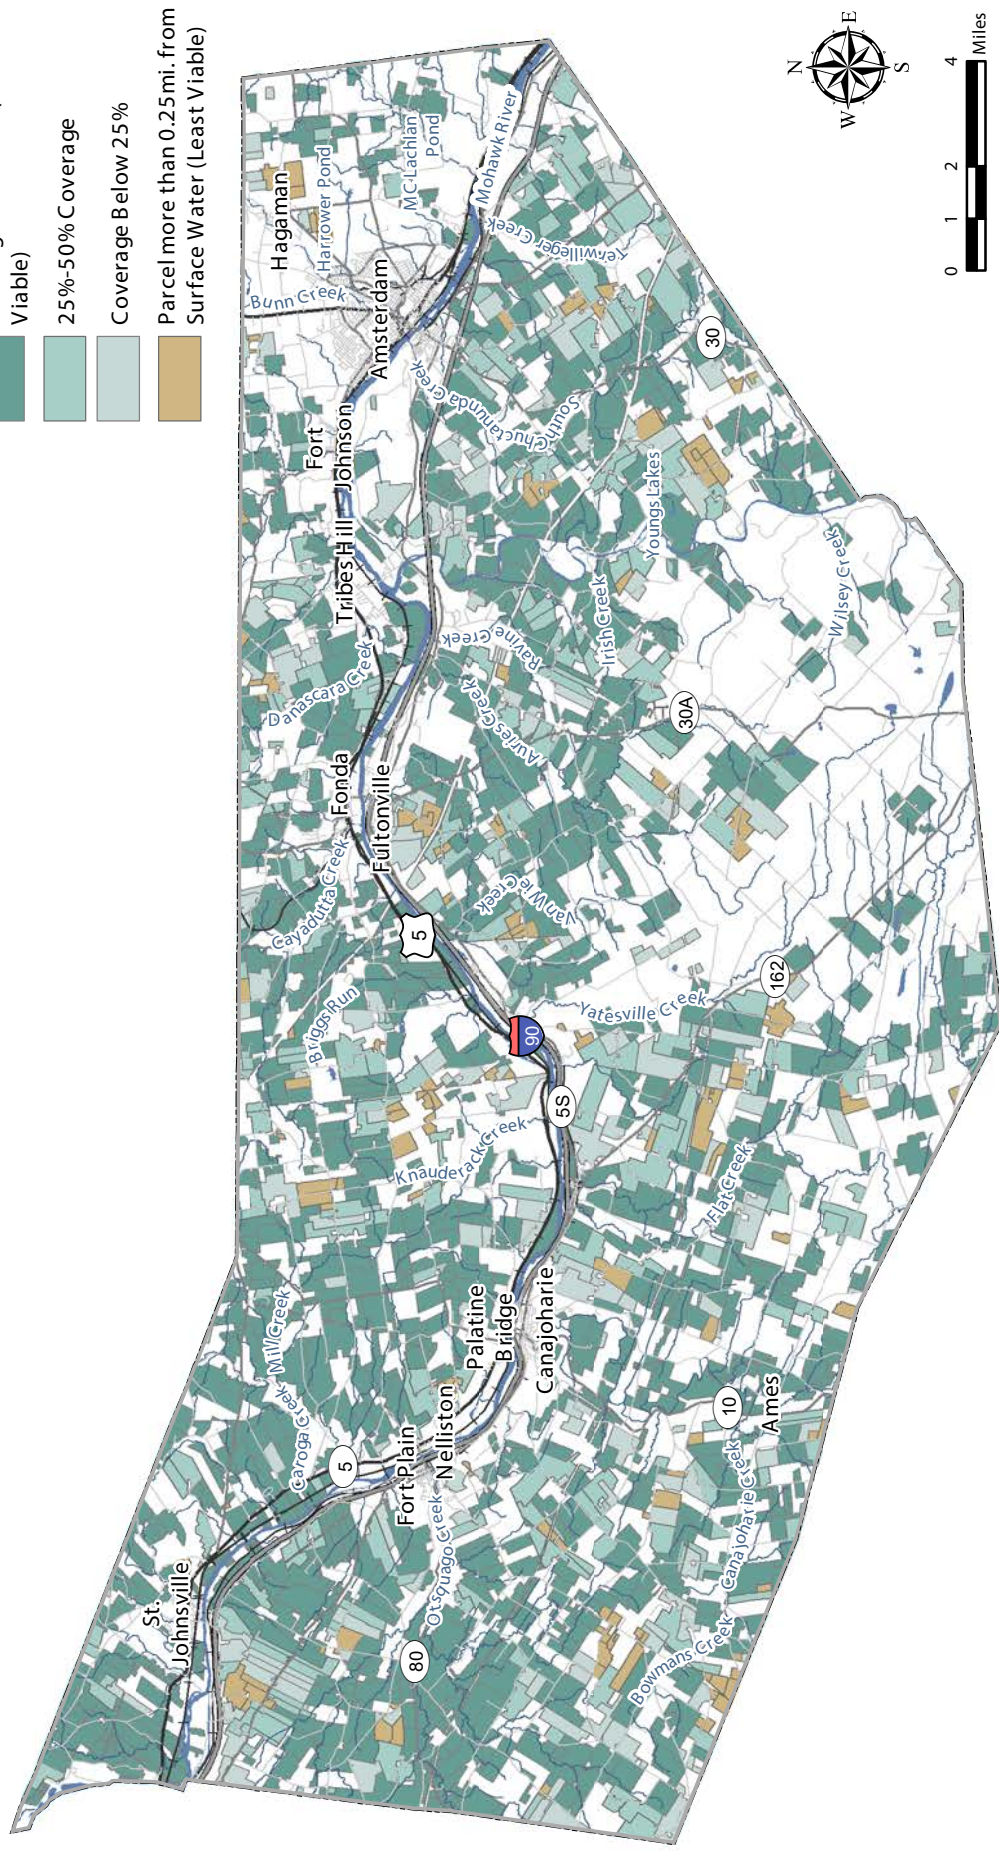 Viable)
25%-50% Coverage
Coverage Below 25%
Parcel more than 0.25mi. from
Surface Water (Least Viable)
N
E
S
W
0
1
2
4
Miles
Hagaman
Harrower Pond
MC Lachlan
Pond
Mohawk River
Bunn Creek
Amsterdam
Terwilleger Creek
Fort
Johnson
South Chuctanunda Creek
30
Tribes Hill
Youngs Lakes
Danascara Creek
Ravine Creek
Irish Creek
Wilsey Creek
Auries Creek
30A
Fonda
Fultonville
Cayadutta Creek
Van Wie Creek
5
Briggs Run
90
Yatesville Creek
162
5S
Knauderack Creek
Flat Creek
Mill Creek
Caroga Creek
Palatine
Bridge
Canajoharie
5
Fort Plain
Nelliston
10
Ames
Canajoharie Creek
Otsquago Creek
St.
Johnsville
80
Bowmans Creek